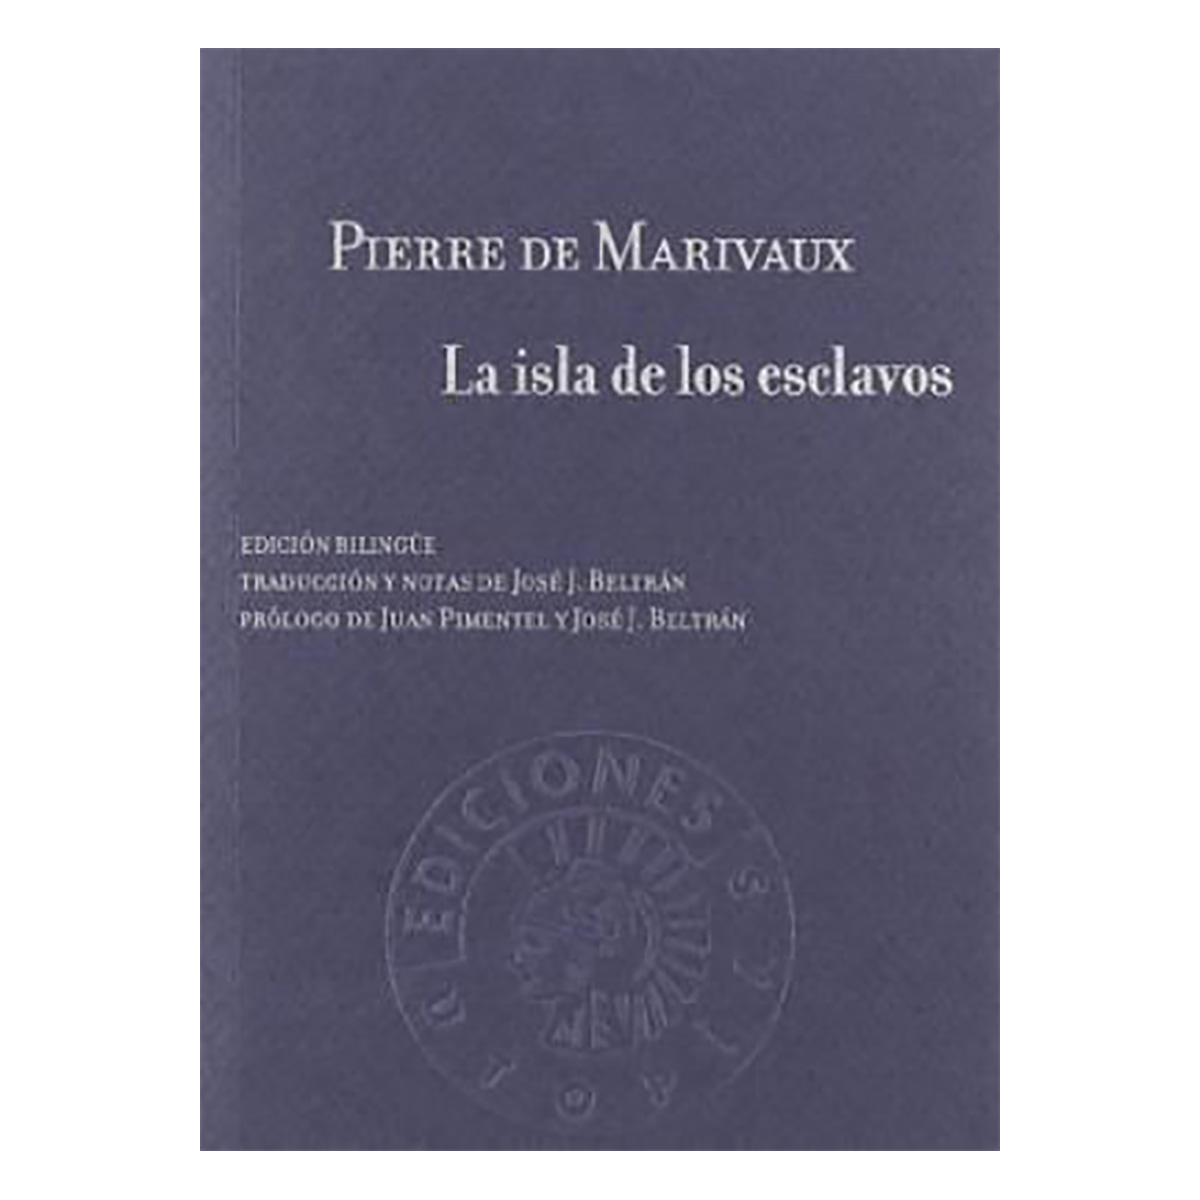 PIERRE DE MARIVAUX
La isla de los esclavos
EDICIÓN BILINGÜE
TRADUCCIÓN Y NOTAS DE JOSÉ J. BELTRÁN
PRÓLOGO DE JUAN PIMENTEL Y JOSÉ J. BELTRÁN
EDICIONES